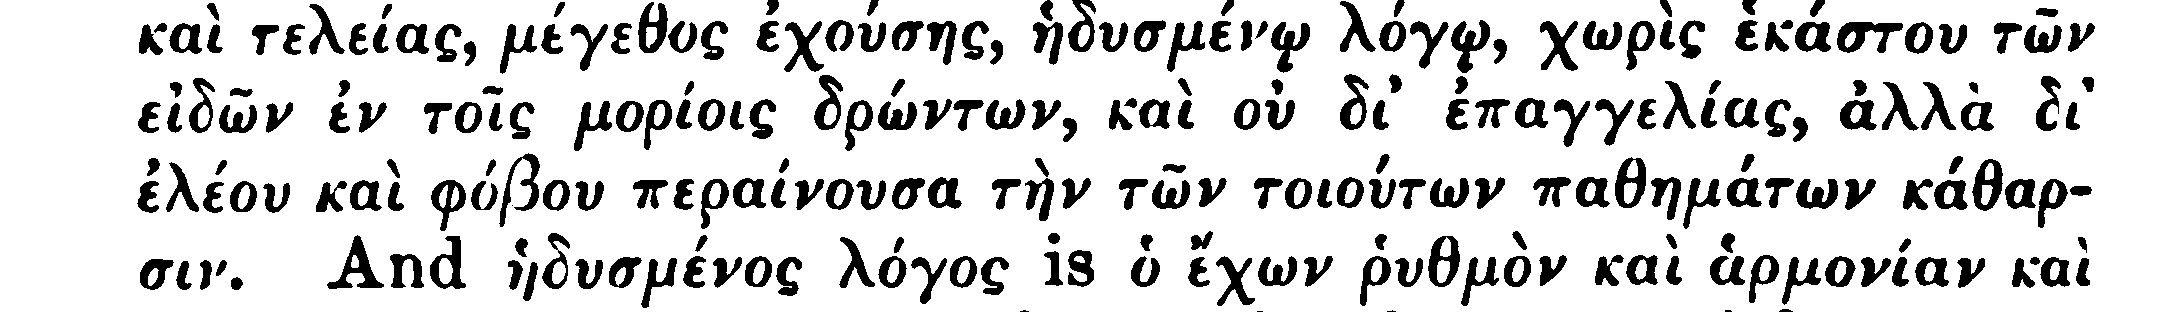 καὶ τελείας, μέγεθος ἐχούσης, ἡδυσμένῳ λόγῳ, χωρὶς ἑκάστου τῶν
εἰδῶν ἐν τοῖς μορίοις δρώντων, καὶ οὐ δι' ἐπαγγελίας, ἀλλὰ δι'
ἐλέου καὶ φόβου περαίνουσα τὴν τῶν τοιούτων παθημάτων κάθαρ-
σιν. And ἡδυσμένος λόγος is ὁ ἔχων ῥυθμὸν καὶ ἁρμονίαν καὶ